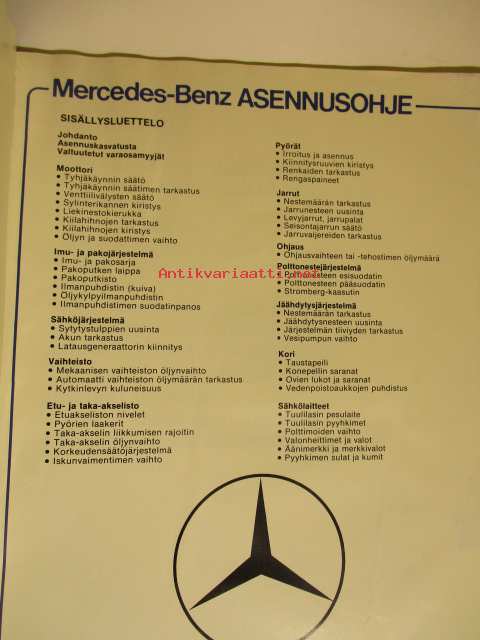 Mercedes-Benz ASENNUSOHJE
SISÄLLYSLUETTELO
Johdanto
Asennuskasvatusta
Valtuutetut varaosamyyjät
Moottori
• Tyhjäkäynnin säätö
• Tyhjäkäynnin säätimen tarkastus
• Venttiilivälysten säätö
• Sylinterikannen kiristys
• Liekinestokierukka
• Kiilahihnojen tarkastus
• Kiilahihnojen kiristys
• Öljyn ja suodattimen vaihto
Imu- ja pakojärjestelmä
• Imu- ja pakosarja
• Pakoputken laippa
• Pakoputkisto
• Ilmanpuhdistin (kuiva)
• Öljykylpyilmanpuhdistin
• Ilmanpuhdistimen suodatinpanos
Sähköjärjestelmä
• Sytytystulppien uusinta
• Akun tarkastus
• Latausgeneraattorin kiinnitys
Vaihteisto
• Mekaanisen vaihteiston öljynvaihto
• Automaatti vaihteiston öljymäärän tarkastus
• Kytkinlevyn kuluneisuus
Etu- ja taka-akselisto
• Etuakseliston nivelet
• Pyörien laakerit
• Taka-akselin liikkumisen rajoitin
• Taka-akselin öljynvaihto
• Korkeudensäätöjärjestelmä
• Iskunvaimentimen vaihto
Pyörät
• Irroitus ja asennus
• Kiinnitysruuvien kiristys
• Renkaiden tarkastus
• Rengaspaineet
Jarrut
• Nestemäärän tarkastus
• Jarrunesteen uusinta
• Levyjarrut, jarrupalat
• Seisontajarrun säätö
• Jarruvaijereiden tarkastus
Ohjaus
• Ohjausvaihteen tai -tehostimen öljymäärä
Polttonestejärjestelmä
• Polttonesteen esisuodatin
• Polttonesteen pääsuodatin
• Stromberg-kaasutin
Jäähdytysjärjestelmä
• Nestemäärän tarkastus
• Jäähdytysnesteen uusinta
• Järjestelmän tiiviyden tarkastus
• Vesipumpun vaihto
Kori
• Taustapeili
• Konepellin saranat
• Ovien lukot ja saranat
• Vedenpoistoaukkojen puhdistus
Sähkölaitteet
• Tuulilasin pesulaite
• Tuulilasin pyyhkimet
• Polttimoiden vaihto
• Valonheittimet ja valot
• Äänimerkki ja merkkivalot
• Pyyhkimen sulat ja kumit
Antikvariaatti.net